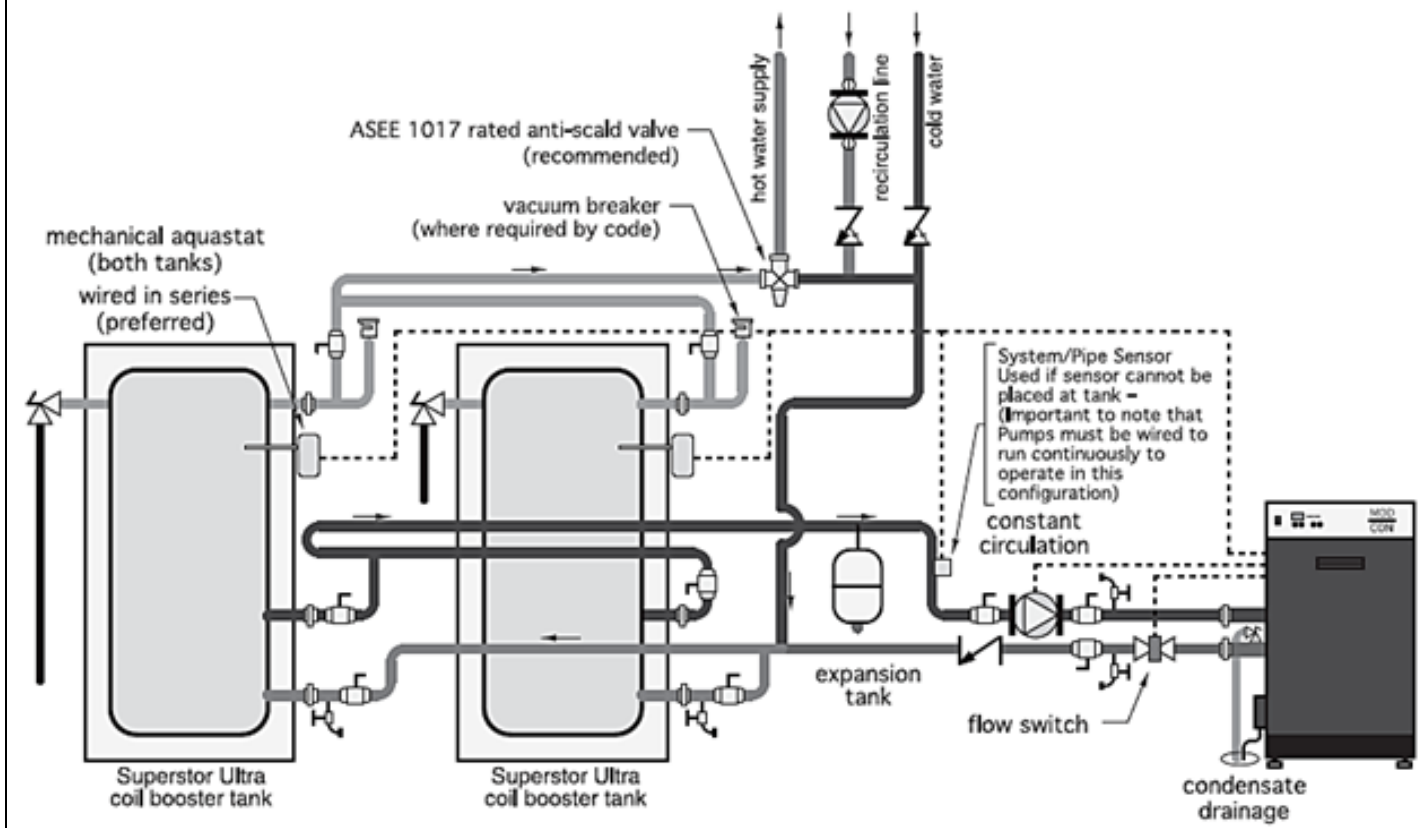 hot water supply
recirculation line
cold water
ASEE 1017 rated anti-scald valve
(recommended)
vacuum breaker
(where required by code)
mechanical aquastat
(both tanks)
wired in series
(preferred)
System/Pipe Sensor
Used if sensor cannot be
placed at tank –
(Important to note that
Pumps must be wired to
run continuously to
operate in this
configuration)
constant
circulation
MOD
CON
expansion
tank
flow switch
condensate
drainage
Superstor Ultra
coil booster tank
Superstor Ultra
coil booster tank